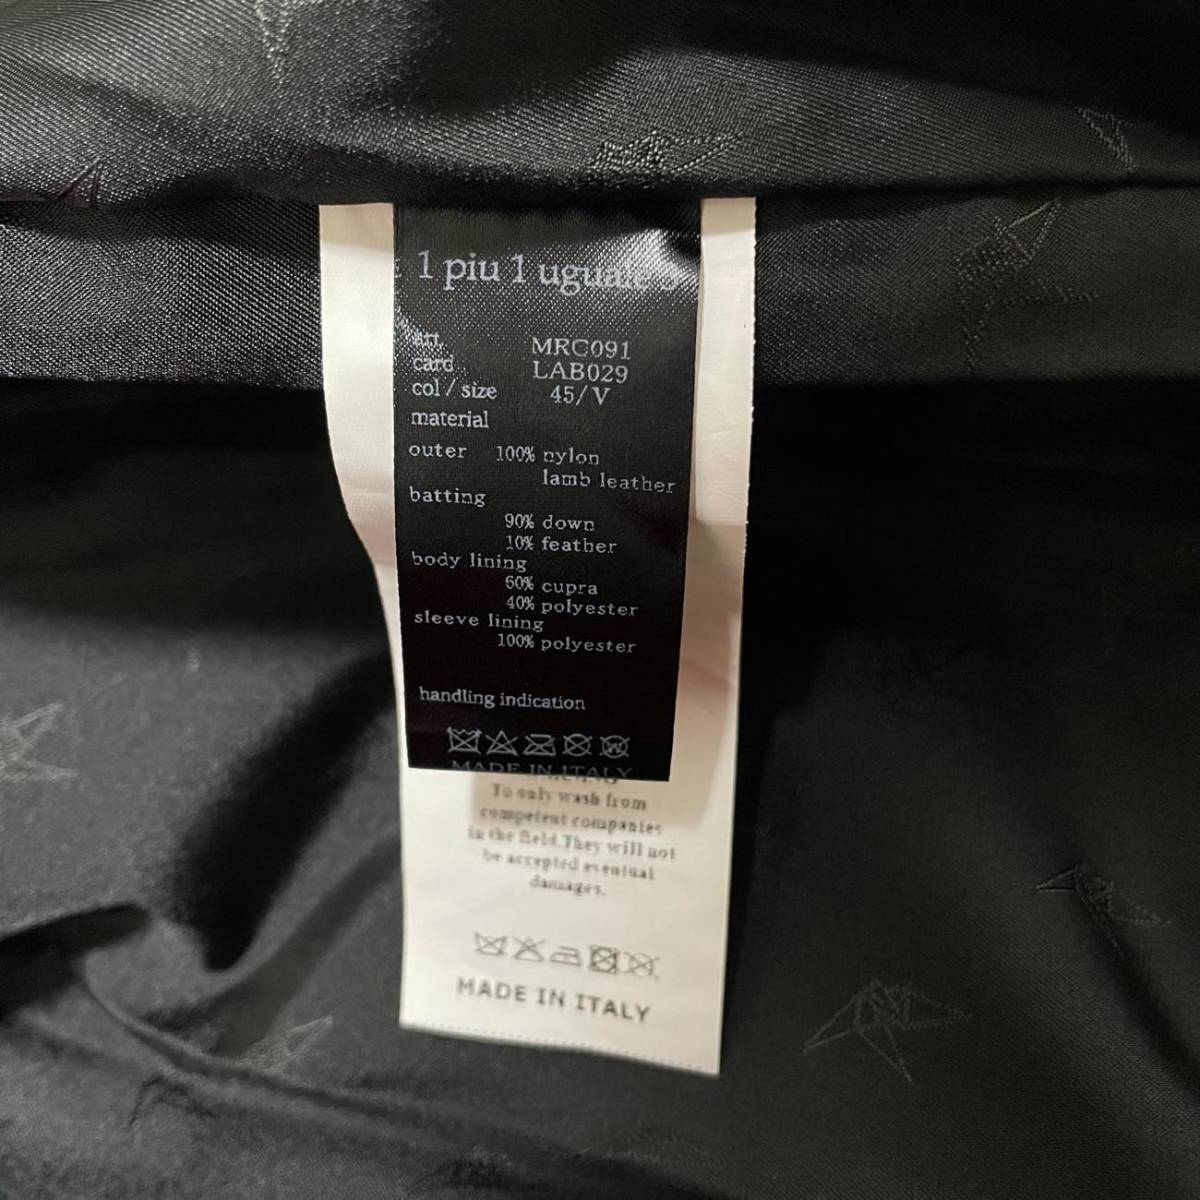 1 piu 1 uguale 3
art. MRC091
card LAB029
col / size 45/V
material
outer 100% nylon
lamb leather
batting
90% down
10% feather
body lining
60% cupra
40% polyester
sleeve lining
100% polyester
handling indication
MADE IN ITALY
To only wash from
competent companies
in the field. They will not
be accepted eventual
damages.
MADE IN ITALY